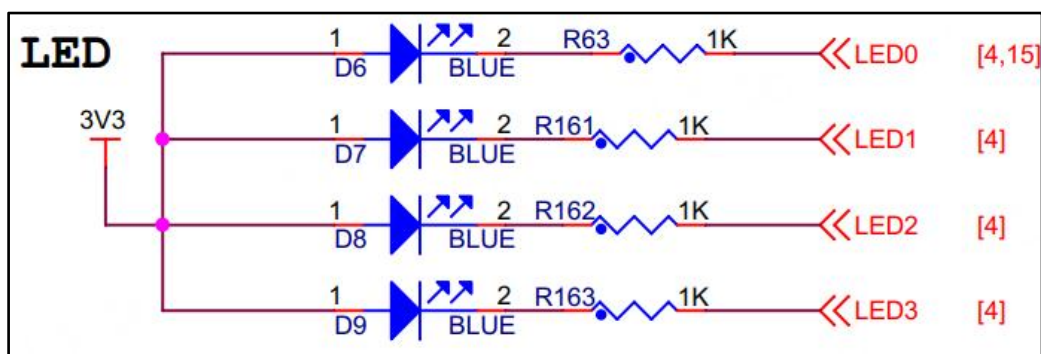 LED
1 2 R63 1K LED0 [4,15]
D6 BLUE
3V3
1 2 R161 1K LED1 [4]
D7 BLUE
1 2 R162 1K LED2 [4]
D8 BLUE
1 2 R163 1K LED3 [4]
D9 BLUE